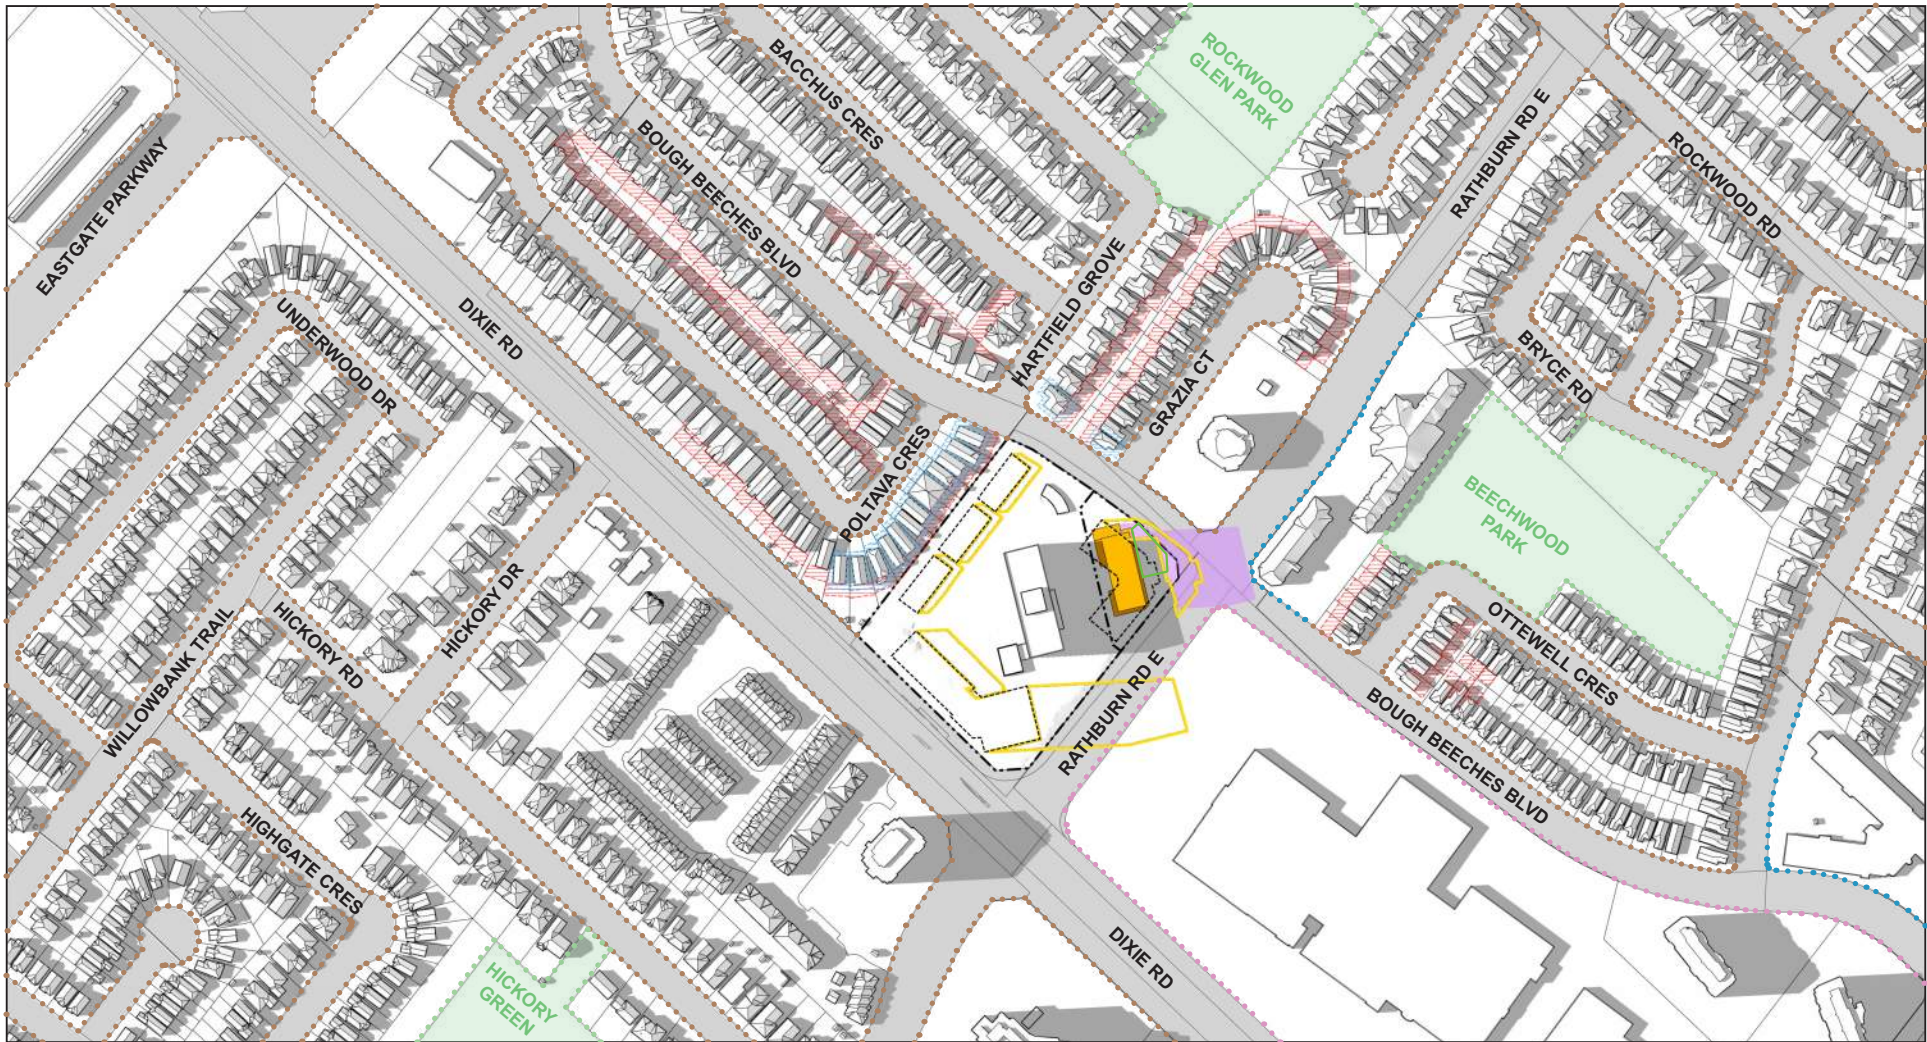 BACCHUS CRES
ROCKWOOD
GLEN PARK
RATHBURN RD E
ROCKWOOD RD
EASTGATE PARKWAY
BOUGH BEECHES BLVD
HARTFIELD GROVE
UNDERWOOD DR
DIXIE RD
GRAZIA CT
BRYCE RD
POLTAVA CRES
BEECHWOOD
PARK
HICKORY DR
OTTEWELL CRES
WILLOWBANK TRAIL
HICKORY RD
RATHBURN RD E
BOUGH BEECHES BLVD
HIGHGATE CRES
DIXIE RD
HICKORY
GREEN